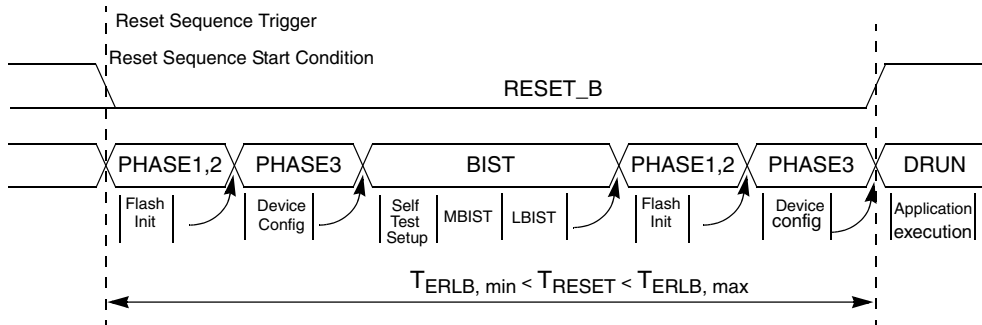 Reset Sequence Trigger
Reset Sequence Start Condition
RESET_B
PHASE1,2 PHASE3 BIST PHASE1,2 PHASE3 DRUN
Flash Init
Device Config
Self Test Setup
MBIST
LBIST
Flash Init
Device config
Application execution
TERLB, min < TRESET < TERLB, max